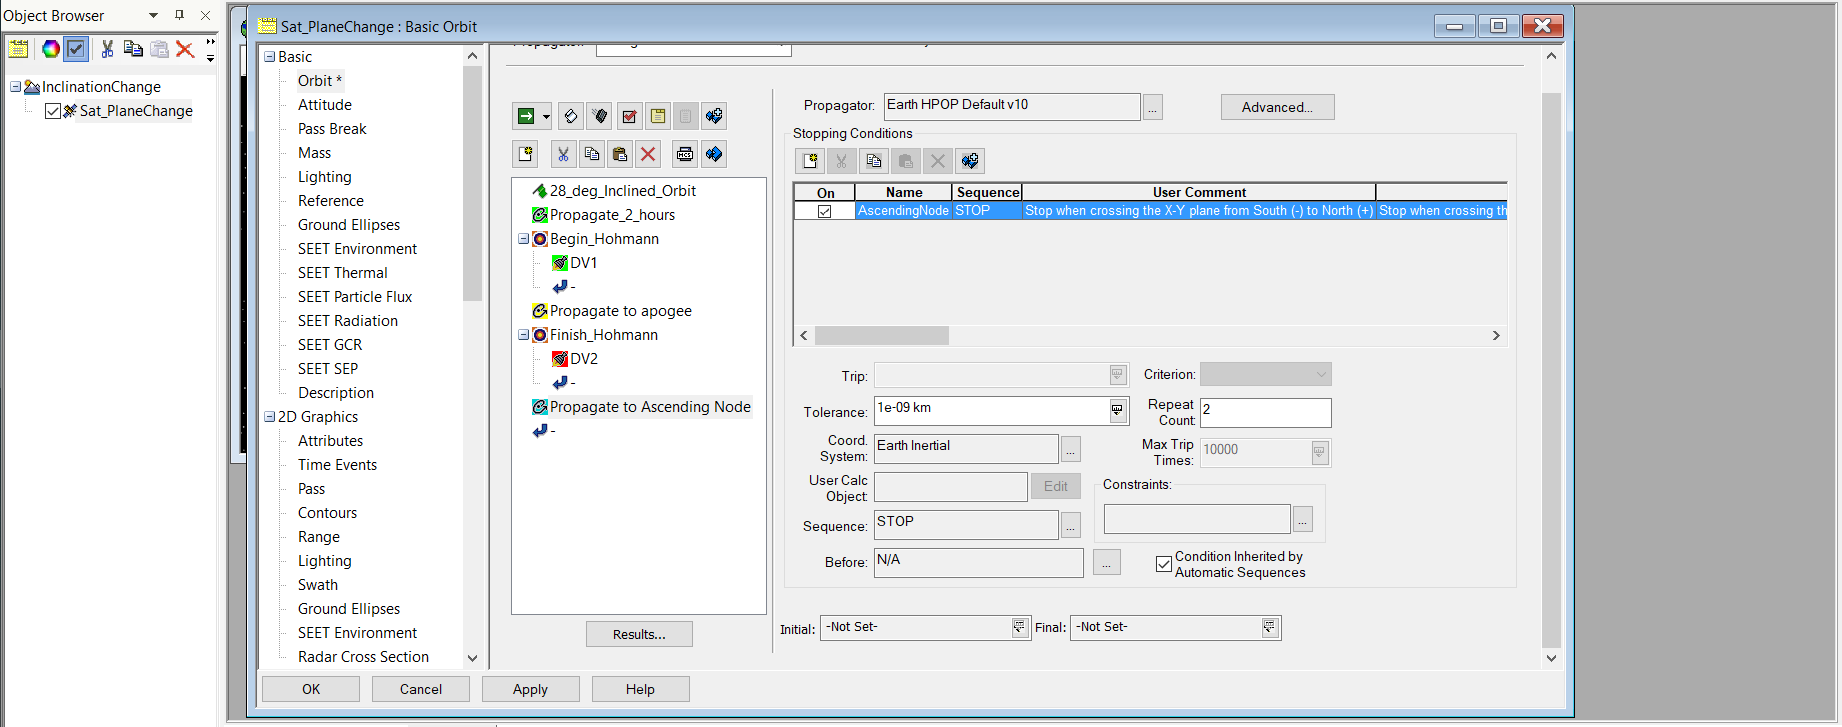 Object Browser
InclinationChange
Sat_PlaneChange
Sat_PlaneChange : Basic Orbit
Basic
Orbit *
Attitude
Pass Break
Mass
Lighting
Reference
Ground Ellipses
SEET Environment
SEET Thermal
SEET Particle Flux
SEET Radiation
SEET GCR
SEET SEP
Description
2D Graphics
Attributes
Time Events
Pass
Contours
Range
Lighting
Swath
Ground Ellipses
SEET Environment
Radar Cross Section
MCS
28_deg_Inclined_Orbit
Propagate_2_hours
Begin_Hohmann
DV1
-
Propagate to apogee
Finish_Hohmann
DV2
-
Propagate to Ascending Node
-
Results...
Propagator: Earth HPOP Default v10 ... Advanced...
Stopping Conditions
On Name Sequence User Comment
AscendingNode STOP Stop when crossing the X-Y plane from South (-) to North (+) Stop when crossing th
Trip: Criterion:
Tolerance: 1e-09 km Repeat Count: 2
Coord. System: Earth Inertial ... Max Trip Times: 10000
User Calc Object: Edit Constraints:
...
Sequence: STOP ...
Before: N/A ... Condition Inherited by
Automatic Sequences
Initial: -Not Set- Final: -Not Set-
OK Cancel Apply Help